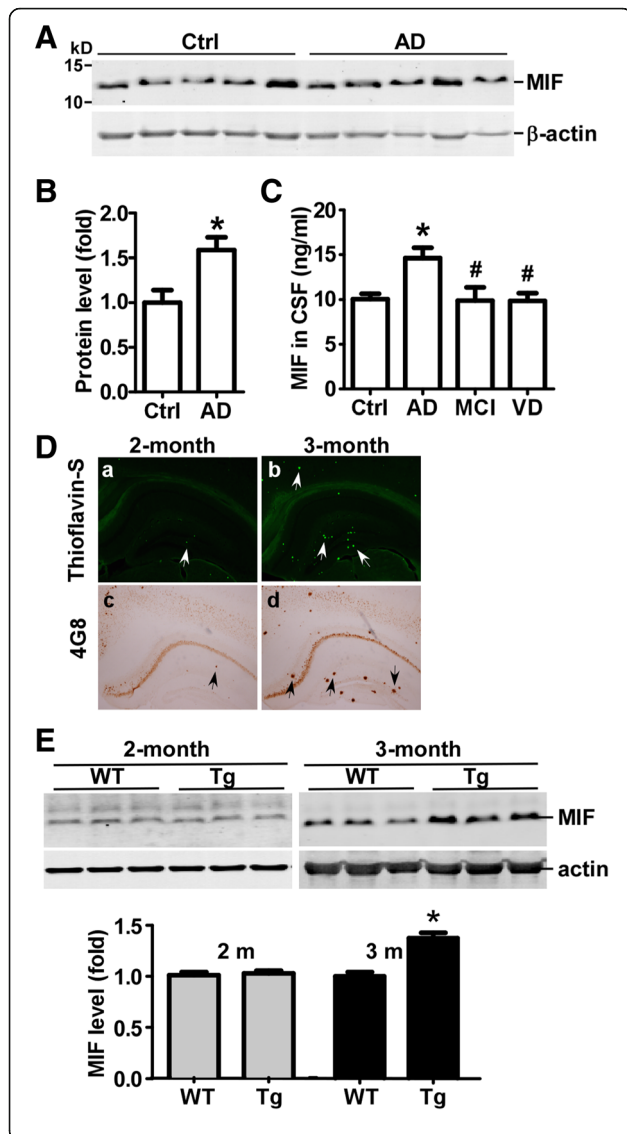 A
kD
Ctrl
AD
15
MIF
10
β-actin
B
Protein level (fold)
2.0
1.5
1.0
0.5
0.0
*
Ctrl
AD
C
MIF in CSF (ng/ml)
20
15
10
5
0
*
#
#
Ctrl
AD
MCI
VD
D
2-month
3-month
Thioflavin-S
a
b
4G8
c
d
E
2-month
3-month
WT
Tg
WT
Tg
MIF
actin
MIF level (fold)
1.5
1.0
0.5
0.0
2 m
3 m
*
WT
Tg
WT
Tg